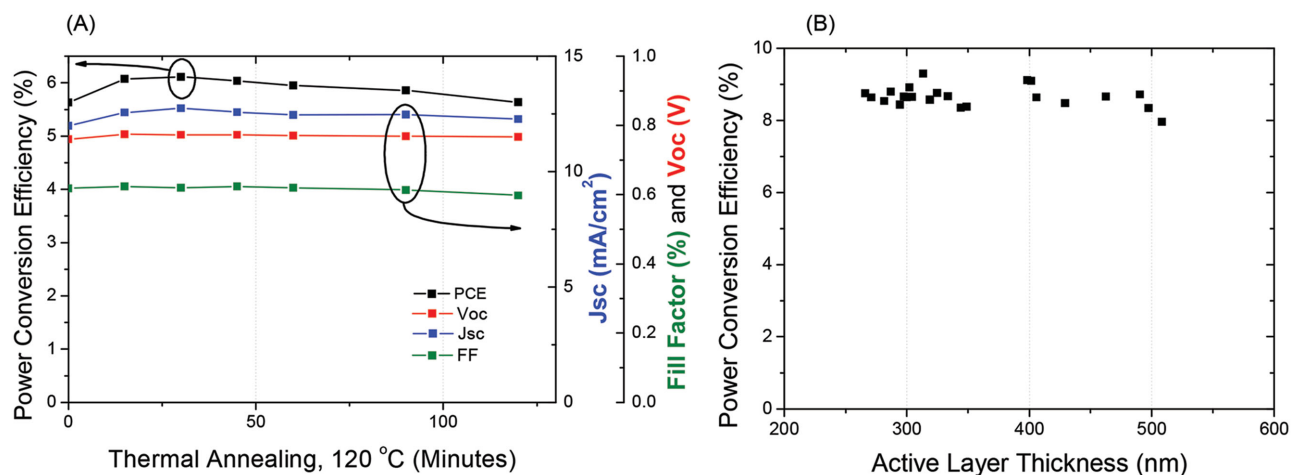 (A)
Power Conversion Efficiency (%)
6
5
4
3
2
1
0
0
50
100
Thermal Annealing, 120 °C (Minutes)
PCE
Voc
Jsc
FF
15
10
5
0
Jsc (mA/cm²)
1.0
0.8
0.6
0.4
0.2
0.0
Fill Factor (%) and Voc (V)
(B)
Power Conversion Efficiency (%)
10
8
6
4
2
0
200
300
400
500
600
Active Layer Thickness (nm)